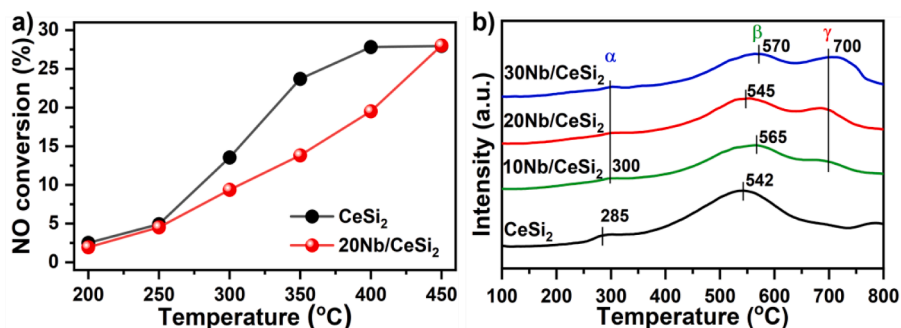 a)
NO conversion (%)
30
25
20
15
10
5
0
200 250 300 350 400 450
Temperature (°C)
CeSi₂
20Nb/CeSi₂
b)
Intensity (a.u.)
α
β
γ
570
700
30Nb/CeSi₂
545
20Nb/CeSi₂
565
10Nb/CeSi₂
300
542
CeSi₂
285
100 200 300 400 500 600 700 800
Temperature (°C)